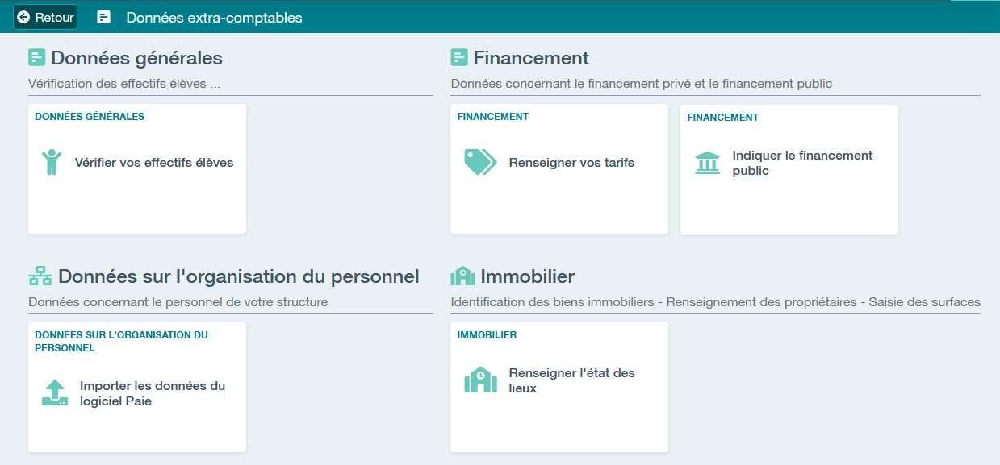 Retour
Données extra-comptables
Données générales
Vérification des effectifs élèves ...
DONNÉES GÉNÉRALES
Vérifier vos effectifs élèves
Financement
Données concernant le financement privé et le financement public
FINANCEMENT
Renseigner vos tarifs
FINANCEMENT
Indiquer le financement
public
Données sur l'organisation du personnel
Données concernant le personnel de votre structure
DONNÉES SUR L'ORGANISATION DU
PERSONNEL
Importer les données du
logiciel Paie
Immobilier
Identification des biens immobiliers - Renseignement des propriétaires - Saisie des surfaces
IMMOBILIER
Renseigner l'état des
lieux